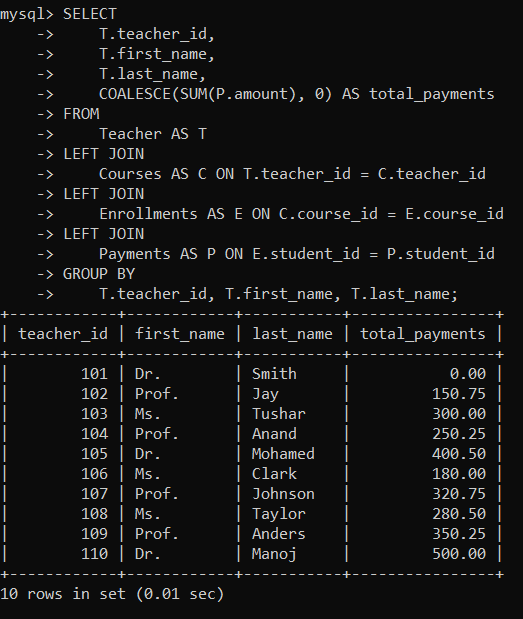 mysql> SELECT
    ->     T.teacher_id,
    ->     T.first_name,
    ->     T.last_name,
    ->     COALESCE(SUM(P.amount), 0) AS total_payments
    -> FROM
    ->     Teacher AS T
    -> LEFT JOIN
    ->     Courses AS C ON T.teacher_id = C.teacher_id
    -> LEFT JOIN
    ->     Enrollments AS E ON C.course_id = E.course_id
    -> LEFT JOIN
    ->     Payments AS P ON E.student_id = P.student_id
    -> GROUP BY
    ->     T.teacher_id, T.first_name, T.last_name;
+------------+------------+-----------+----------------+
| teacher_id | first_name | last_name | total_payments |
+------------+------------+-----------+----------------+
|        101 | Dr.        | Smith     |           0.00 |
|        102 | Prof.      | Jay       |         150.75 |
|        103 | Ms.        | Tushar    |         300.00 |
|        104 | Prof.      | Anand     |         250.25 |
|        105 | Dr.        | Mohamed   |         400.50 |
|        106 | Ms.        | Clark     |         180.00 |
|        107 | Prof.      | Johnson   |         320.75 |
|        108 | Ms.        | Taylor    |         280.50 |
|        109 | Prof.      | Anders    |         350.25 |
|        110 | Dr.        | Manoj     |         500.00 |
+------------+------------+-----------+----------------+
10 rows in set (0.01 sec)